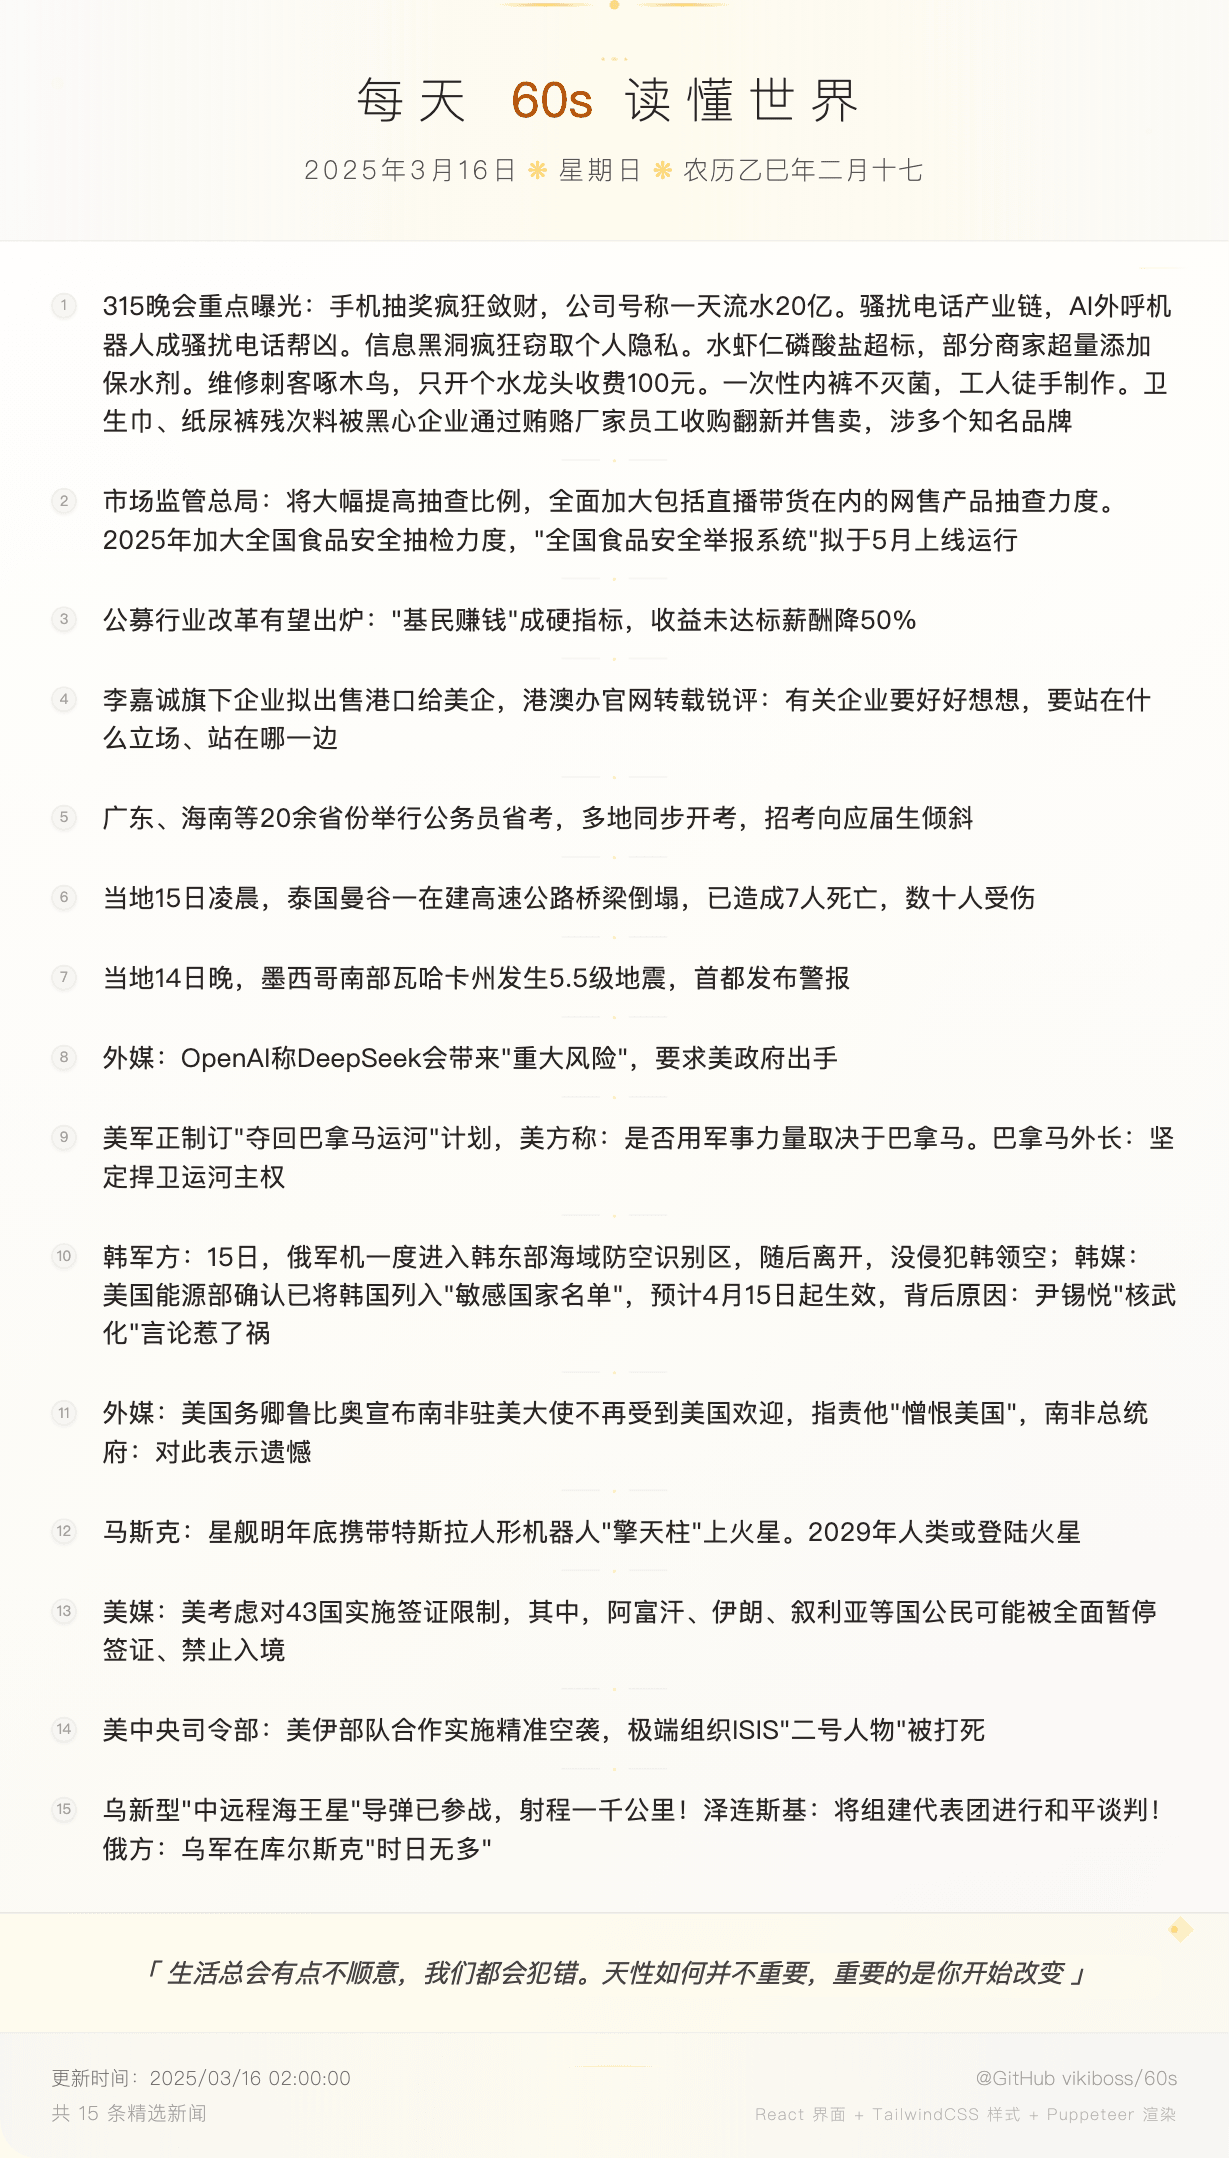 每天 60s 读懂世界
2025年3月16日 ❋ 星期日 ❋ 农历乙巳年二月十七
1 315晚会重点曝光：手机抽奖疯狂敛财，公司号称一天流水20亿。骚扰电话产业链，AI外呼机
器人成骚扰电话帮凶。信息黑洞疯狂窃取个人隐私。水虾仁磷酸盐超标，部分商家超量添加
保水剂。维修刺客啄木鸟，只开个水龙头收费100元。一次性内裤不灭菌，工人徒手制作。卫
生巾、纸尿裤残次料被黑心企业通过贿赂厂家员工收购翻新并售卖，涉多个知名品牌
2 市场监管总局：将大幅提高抽查比例，全面加大包括直播带货在内的网售产品抽查力度。
2025年加大全国食品安全抽检力度，"全国食品安全举报系统"拟于5月上线运行
3 公募行业改革有望出炉："基民赚钱"成硬指标，收益未达标薪酬降50%
4 李嘉诚旗下企业拟出售港口给美企，港澳办官网转载锐评：有关企业要好好想想，要站在什
么立场、站在哪一边
5 广东、海南等20余省份举行公务员省考，多地同步开考，招考向应届生倾斜
6 当地15日凌晨，泰国曼谷一在建高速公路桥梁倒塌，已造成7人死亡，数十人受伤
7 当地14日晚，墨西哥南部瓦哈卡州发生5.5级地震，首都发布警报
8 外媒：OpenAI称DeepSeek会带来"重大风险"，要求美政府出手
9 美军正制订"夺回巴拿马运河"计划，美方称：是否用军事力量取决于巴拿马。巴拿马外长：坚
定捍卫运河主权
10 韩军方：15日，俄军机一度进入韩东部海域防空识别区，随后离开，没侵犯韩领空；韩媒：
美国能源部确认已将韩国列入"敏感国家名单"，预计4月15日起生效，背后原因：尹锡悦"核武
化"言论惹了祸
11 外媒：美国务卿鲁比奥宣布南非驻美大使不再受到美国欢迎，指责他"憎恨美国"，南非总统
府：对此表示遗憾
12 马斯克：星舰明年底携带特斯拉人形机器人"擎天柱"上火星。2029年人类或登陆火星
13 美媒：美考虑对43国实施签证限制，其中，阿富汗、伊朗、叙利亚等国公民可能被全面暂停
签证、禁止入境
14 美中央司令部：美伊部队合作实施精准空袭，极端组织ISIS"二号人物"被打死
15 乌新型"中远程海王星"导弹已参战，射程一千公里！泽连斯基：将组建代表团进行和平谈判！
俄方：乌军在库尔斯克"时日无多"
「 生活总会有点不顺意，我们都会犯错。天性如何并不重要，重要的是你开始改变 」
更新时间：2025/03/16 02:00:00
@GitHub vikiboss/60s
共 15 条精选新闻
React 界面 + TailwindCSS 样式 + Puppeteer 渲染